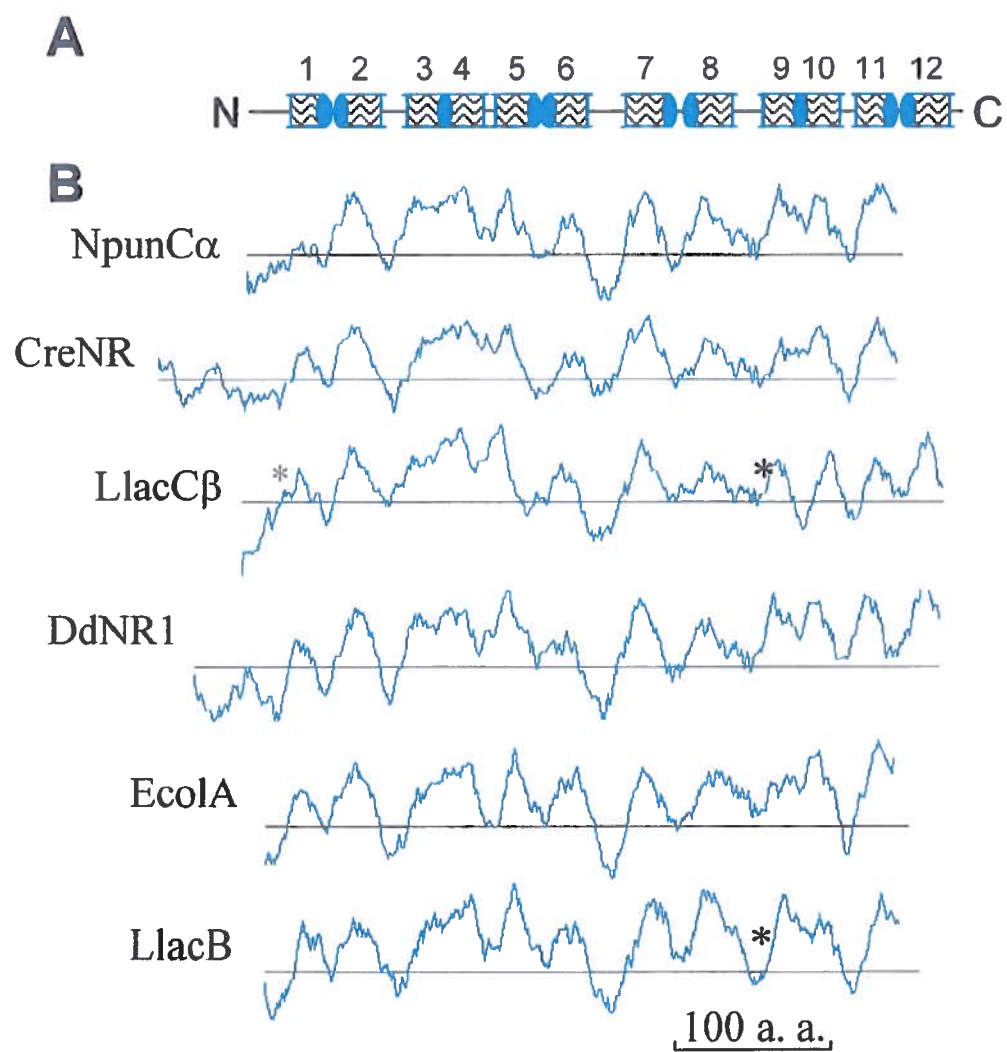 A
1 2 3 4 5 6 7 8 9 10 11 12
N C
B
NpunCα
CreNR
* LlacCβ *
DdNR1
EcolA
LlacB *
100 a. a.